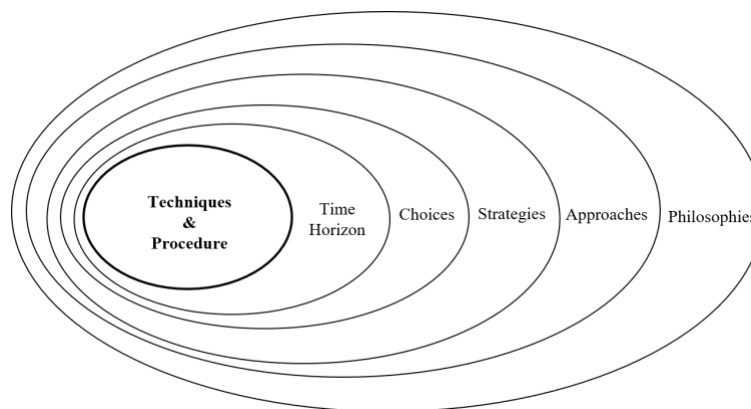 Techniques
&
Procedure
Time
Horizon
Choices
Strategies
Approaches
Philosophies